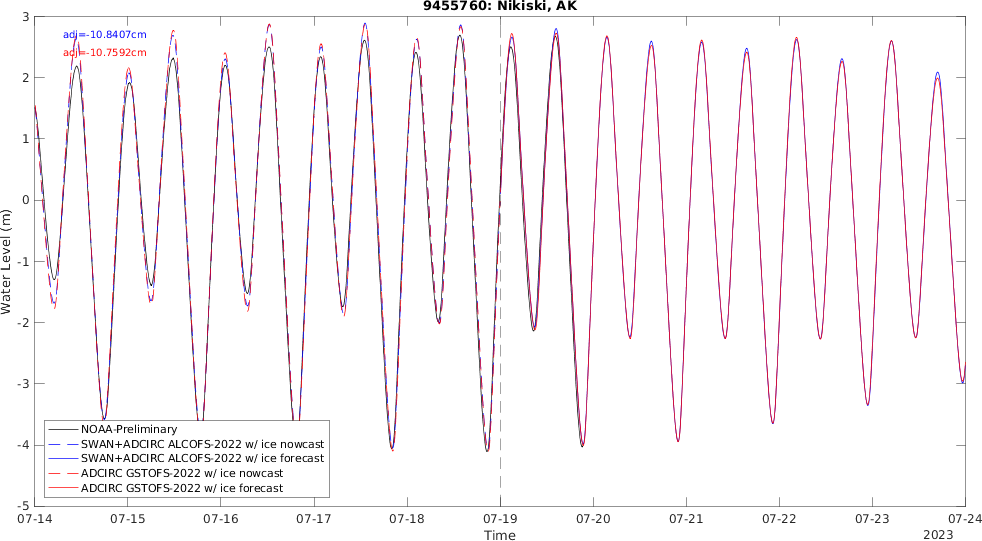 9455760: Nikiski, AK
adj=-10.8407cm
adj=-10.7592cm
3
2
1
0
-1
-2
-3
-4
-5
Water Level (m)
NOAA-Preliminary
SWAN+ADCIRC ALCOFS-2022 w/ ice nowcast
SWAN+ADCIRC ALCOFS-2022 w/ ice forecast
ADCIRC GSTOFS-2022 w/ ice nowcast
ADCIRC GSTOFS-2022 w/ ice forecast
07-14 07-15 07-16 07-17 07-18 07-19 07-20 07-21 07-22 07-23 07-24
Time
2023